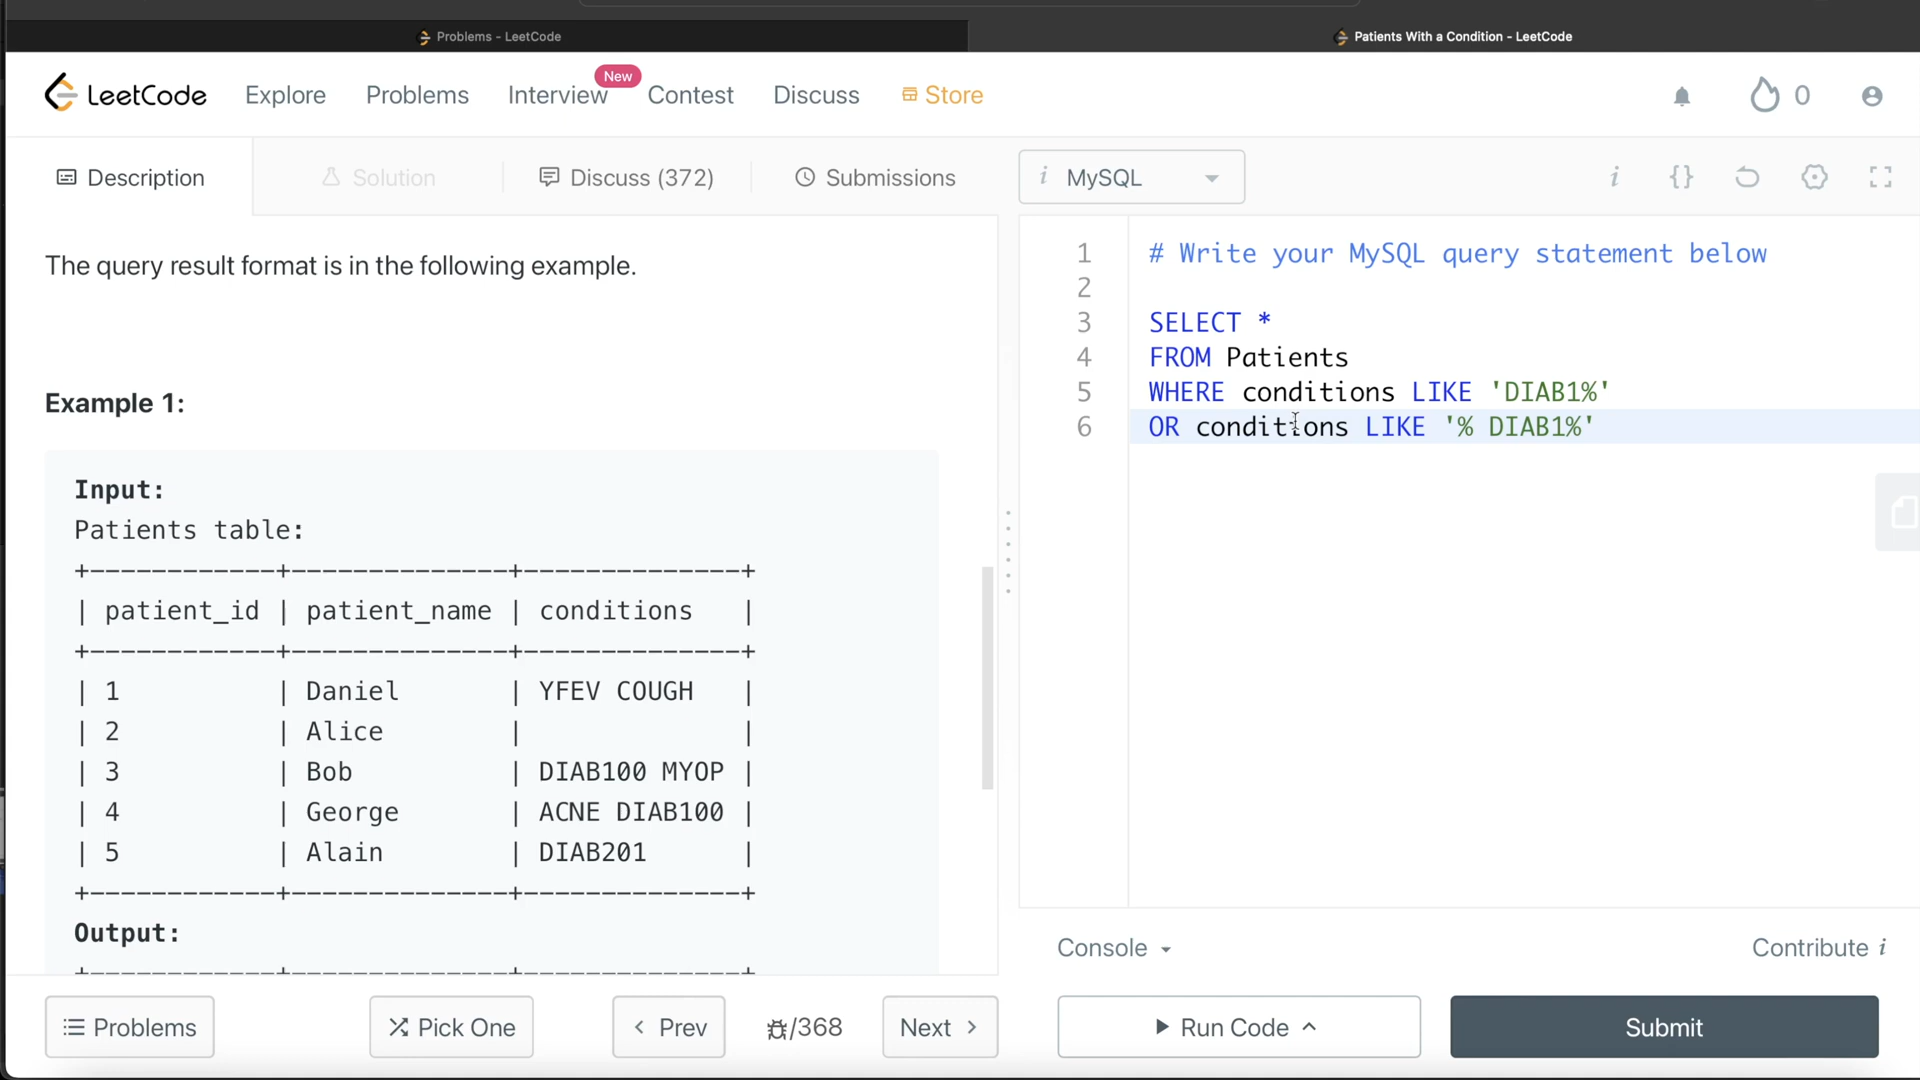 Problems - LeetCode
Patients With a Condition - LeetCode
LeetCode Explore Problems Interview New Contest Discuss Store 0
Description Solution Discuss (372) Submissions
i MySQL
i {}
The query result format is in the following example.
Example 1:
Input:
Patients table:
+------------+--------------+--------------+
| patient_id | patient_name | conditions   |
+------------+--------------+--------------+
| 1          | Daniel       | YFEV COUGH   |
| 2          | Alice        |              |
| 3          | Bob          | DIAB100 MYOP |
| 4          | George       | ACNE DIAB100 |
| 5          | Alain        | DIAB201      |
+------------+--------------+--------------+
Output:
+------------+--------------+--------------+
1 # Write your MySQL query statement below
2
3 SELECT *
4 FROM Patients
5 WHERE conditions LIKE 'DIAB1%'
6 OR conditions LIKE '% DIAB1%'
Console Contribute i
Problems Pick One < Prev /368 Next > Run Code Submit